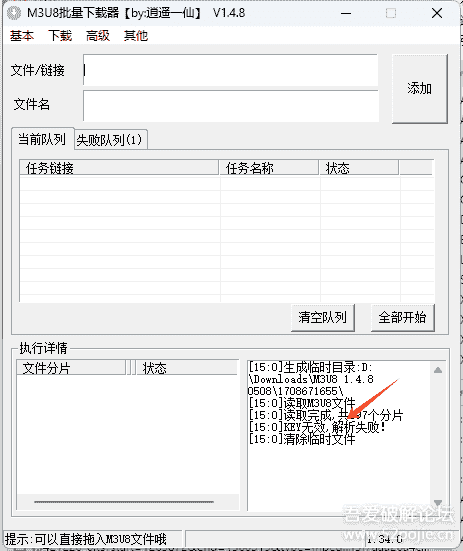 M3U8批量下载器【by:逍遥一仙】 V1.4.8
基本 下载 高级 其他
文件/链接
添加
文件名
当前队列 失败队列(1)
任务链接 任务名称 状态
清空队列 全部开始
执行详情
文件分片 状态
[15:0]生成临时目录:D:
\Downloads\M3U8 1.4.8
0508\1708671655\
[15:0]读取M3U8文件
[15:0]读取完成,共 97个分片
[15:0]KEY无效,解析失败!
[15:0]清除临时文件
吾爱破解论坛
提示:可以直接拖入M3U8文件哦